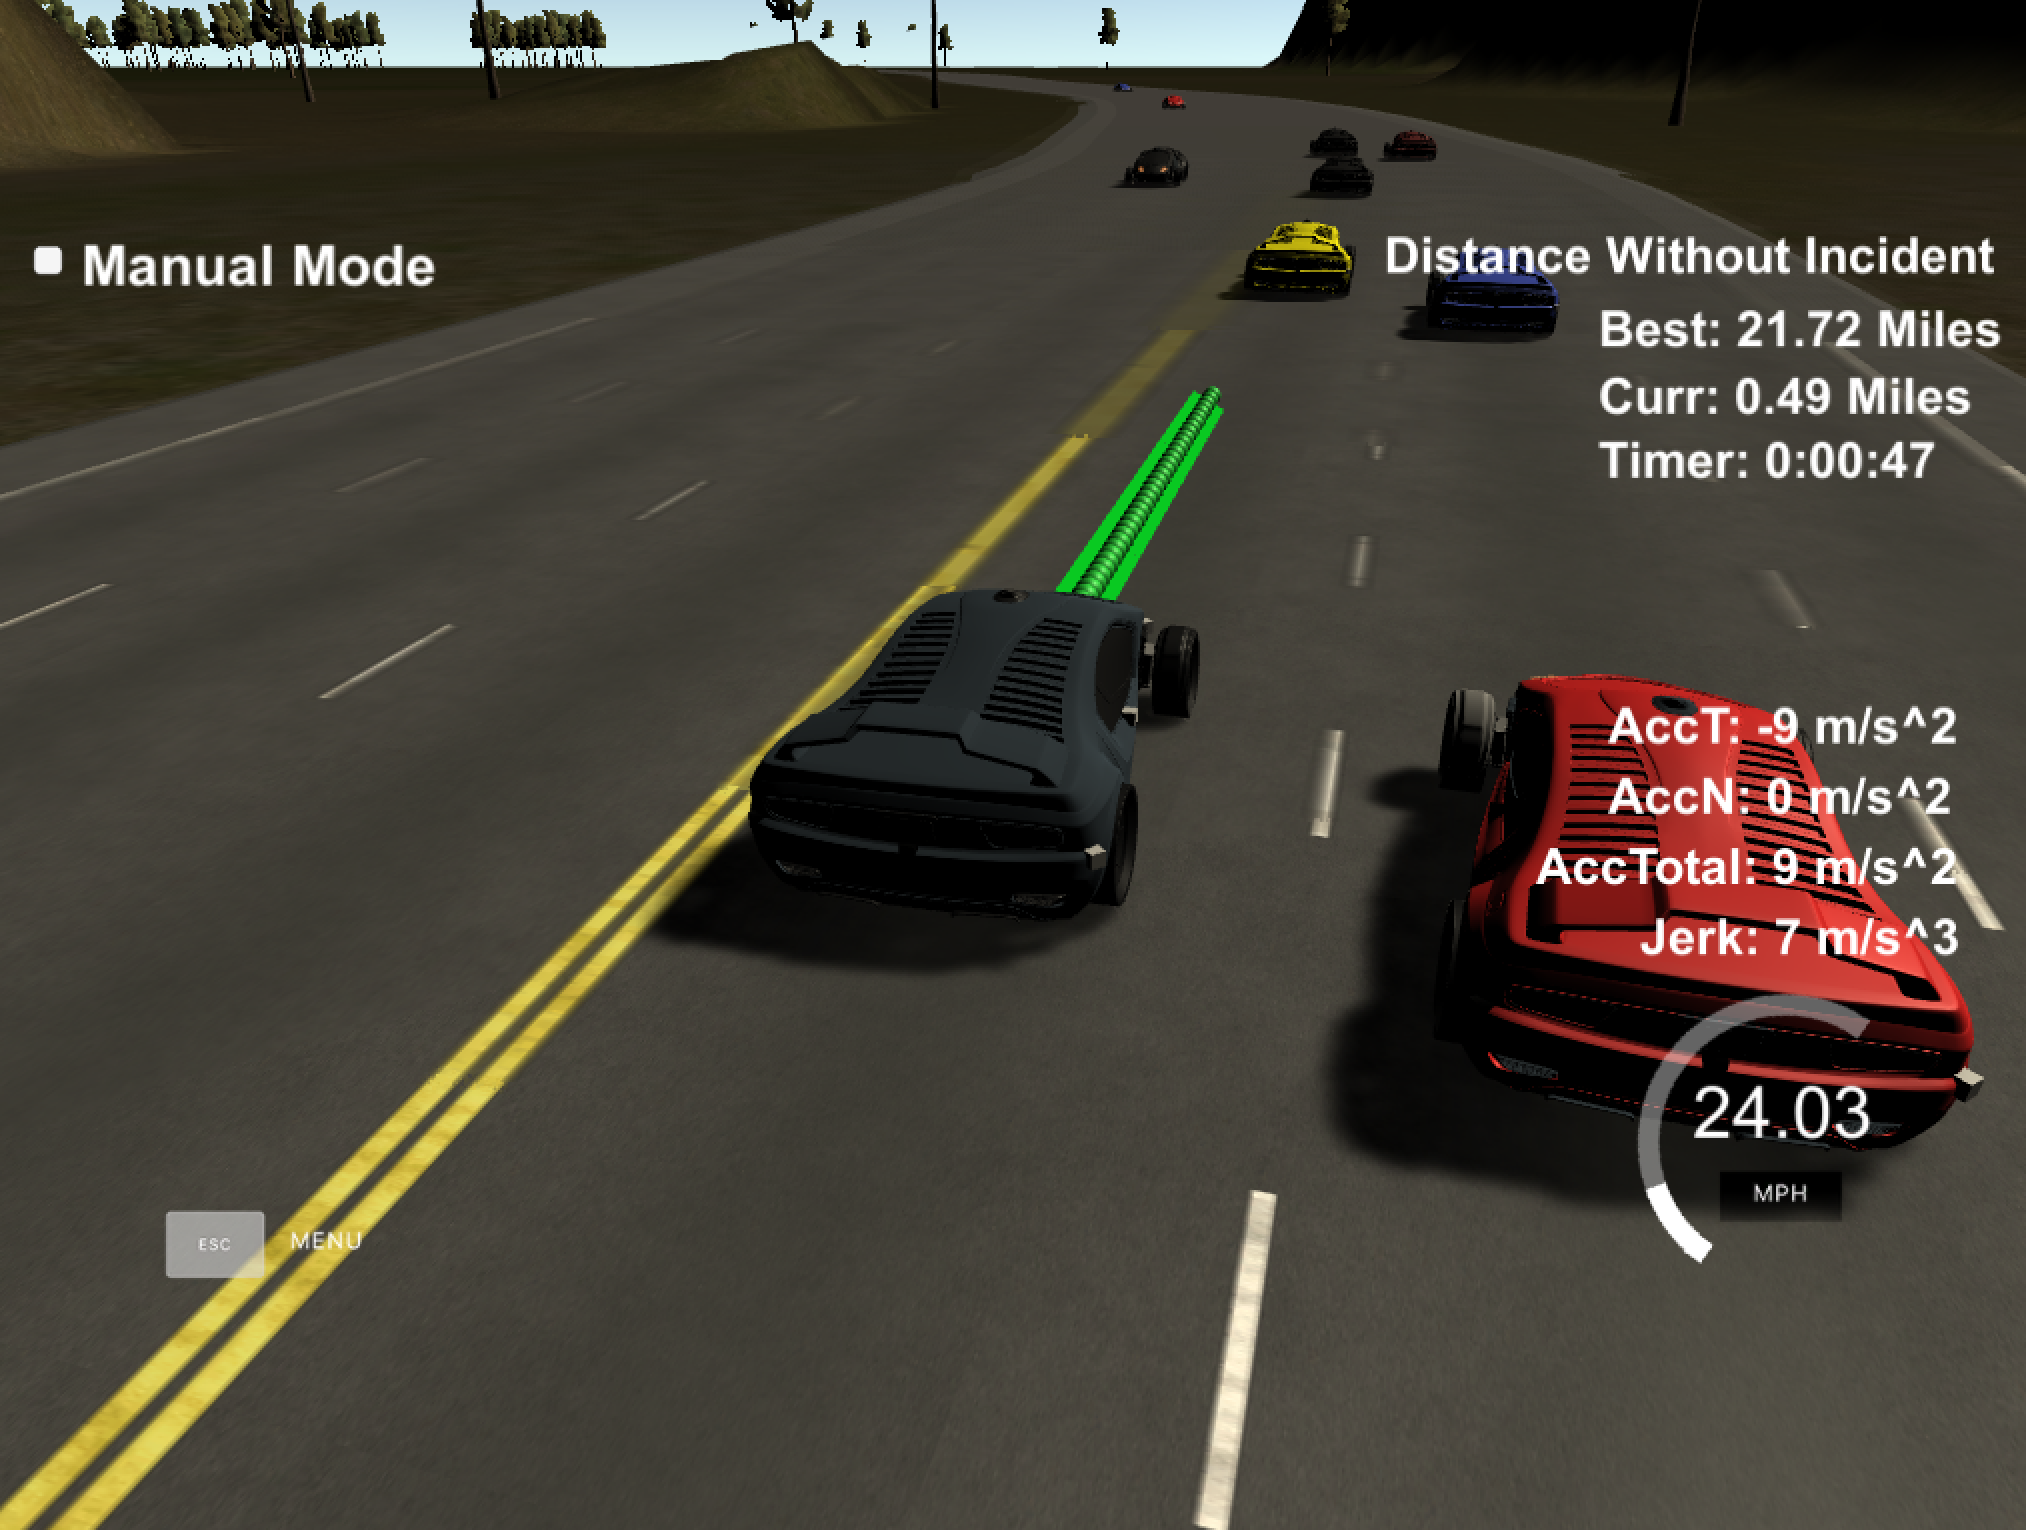 Manual Mode
Distance Without Incident
Best: 21.72 Miles
Curr: 0.49 Miles
Timer: 0:00:47
AccT: -9 m/s^2
AccN: 0 m/s^2
AccTotal: 9 m/s^2
Jerk: 7 m/s^3
24.03
MPH
ESC MENU